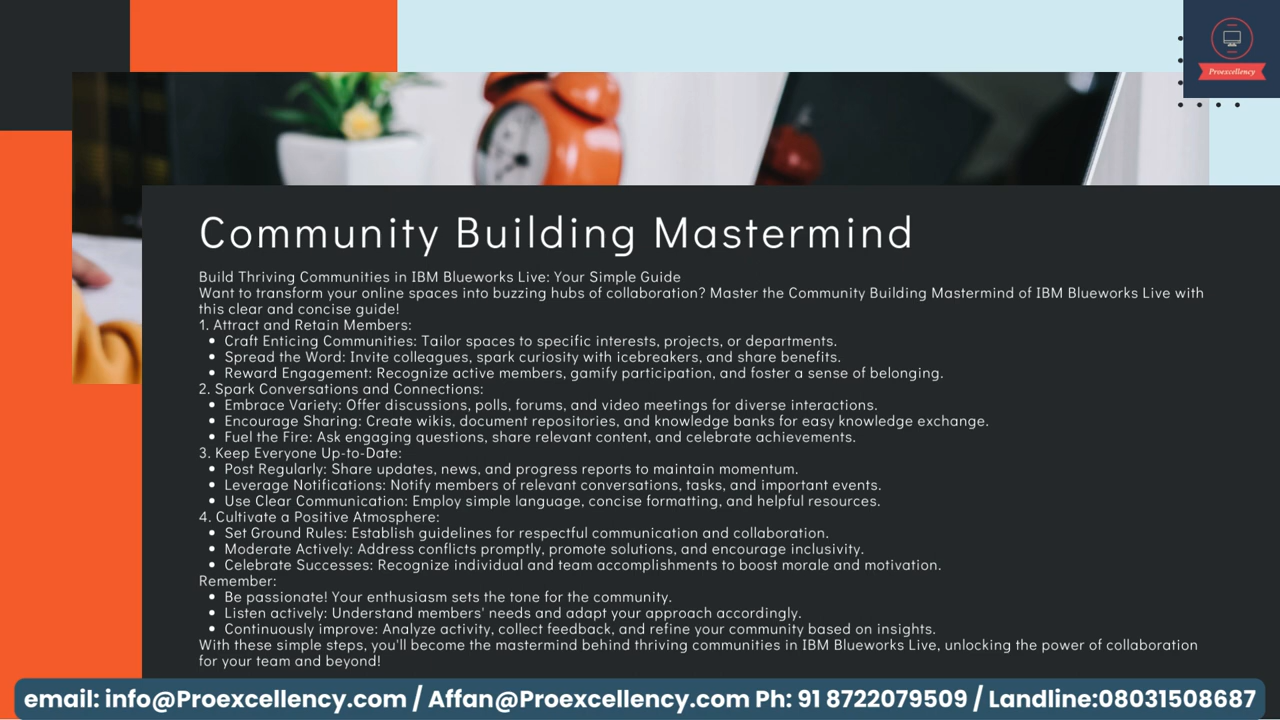 Proexcellency
Community Building Mastermind
Build Thriving Communities in IBM Blueworks Live: Your Simple Guide
Want to transform your online spaces into buzzing hubs of collaboration? Master the Community Building Mastermind of IBM Blueworks Live with
this clear and concise guide!
1. Attract and Retain Members:
• Craft Enticing Communities: Tailor spaces to specific interests, projects, or departments.
• Spread the Word: Invite colleagues, spark curiosity with icebreakers, and share benefits.
• Reward Engagement: Recognize active members, gamify participation, and foster a sense of belonging.
2. Spark Conversations and Connections:
• Embrace Variety: Offer discussions, polls, forums, and video meetings for diverse interactions.
• Encourage Sharing: Create wikis, document repositories, and knowledge banks for easy knowledge exchange.
• Fuel the Fire: Ask engaging questions, share relevant content, and celebrate achievements.
3. Keep Everyone Up-to-Date:
• Post Regularly: Share updates, news, and progress reports to maintain momentum.
• Leverage Notifications: Notify members of relevant conversations, tasks, and important events.
• Use Clear Communication: Employ simple language, concise formatting, and helpful resources.
4. Cultivate a Positive Atmosphere:
• Set Ground Rules: Establish guidelines for respectful communication and collaboration.
• Moderate Actively: Address conflicts promptly, promote solutions, and encourage inclusivity.
• Celebrate Successes: Recognize individual and team accomplishments to boost morale and motivation.
Remember:
• Be passionate! Your enthusiasm sets the tone for the community.
• Listen actively: Understand members' needs and adapt your approach accordingly.
• Continuously improve: Analyze activity, collect feedback, and refine your community based on insights.
With these simple steps, you'll become the mastermind behind thriving communities in IBM Blueworks Live, unlocking the power of collaboration
for your team and beyond!
email: info@Proexcellency.com / Affan@Proexcellency.com Ph: 91 8722079509 / Landline:08031508687